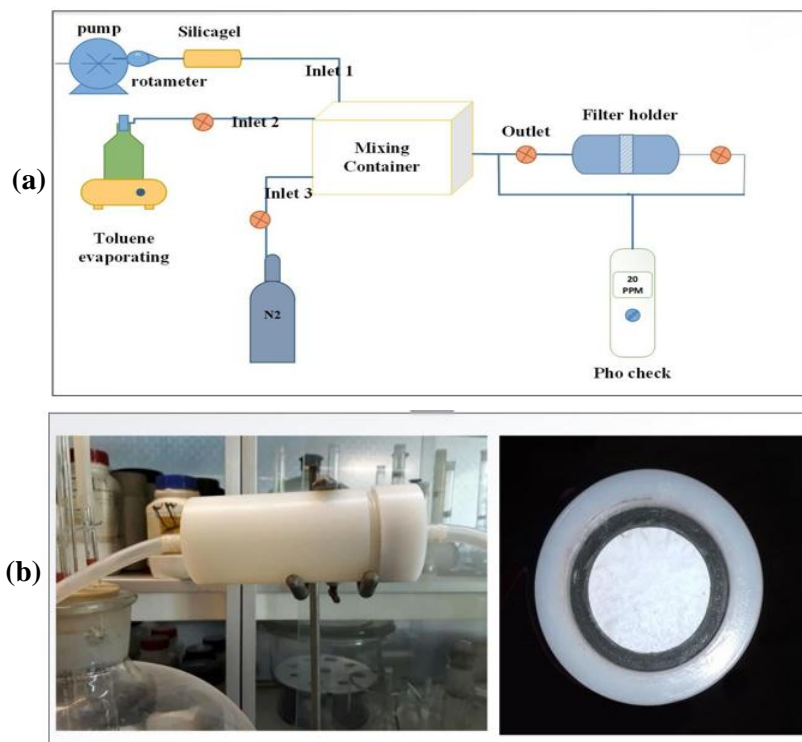 (a)
pump
Silicagel
rotameter
Inlet 1
Inlet 2
Mixing
Container
Outlet
Filter holder
Inlet 3
Toluene
evaporating
N2
20
PPM
Pho check
(b)